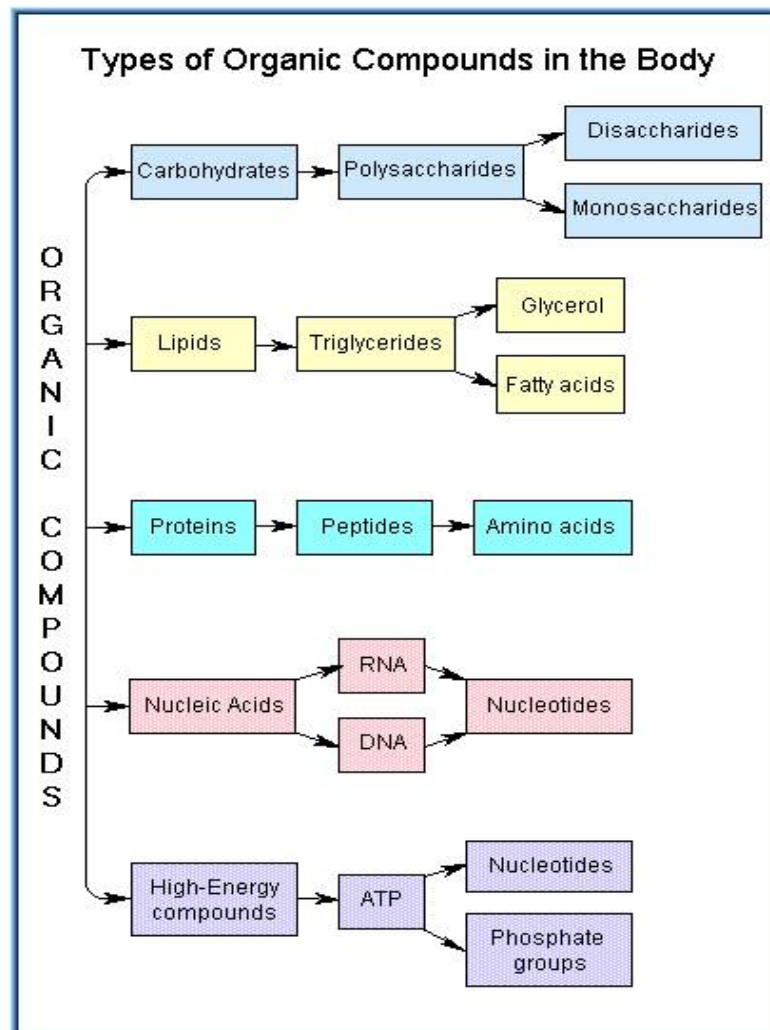 Types of Organic Compounds in the Body
ORGANIC COMPOUNDS
Carbohydrates
Polysaccharides
Disaccharides
Monosaccharides
Lipids
Triglycerides
Glycerol
Fatty acids
Proteins
Peptides
Amino acids
Nucleic Acids
RNA
DNA
Nucleotides
High-Energy
compounds
ATP
Nucleotides
Phosphate
groups